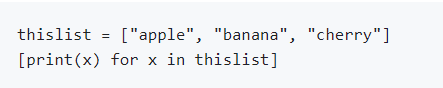 thislist = ["apple", "banana", "cherry"]
[print(x) for x in thislist]